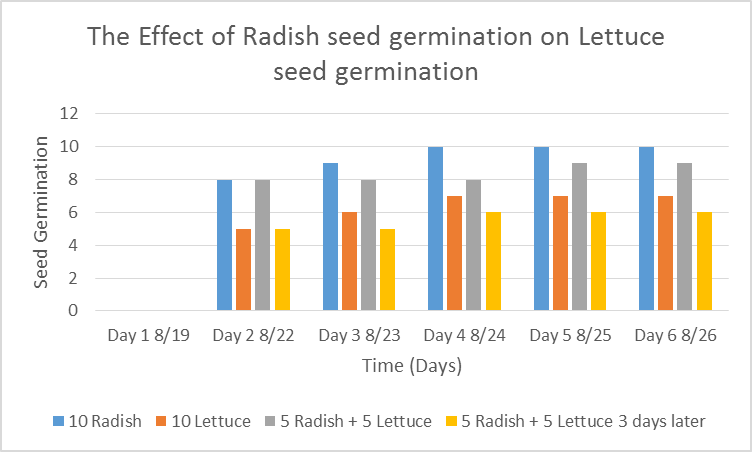 The Effect of Radish seed germination on Lettuce
seed germination
Seed Germination
12
10
8
6
4
2
0
Day 1 8/19 Day 2 8/22 Day 3 8/23 Day 4 8/24 Day 5 8/25 Day 6 8/26
Time (Days)
10 Radish 10 Lettuce 5 Radish + 5 Lettuce 5 Radish + 5 Lettuce 3 days later